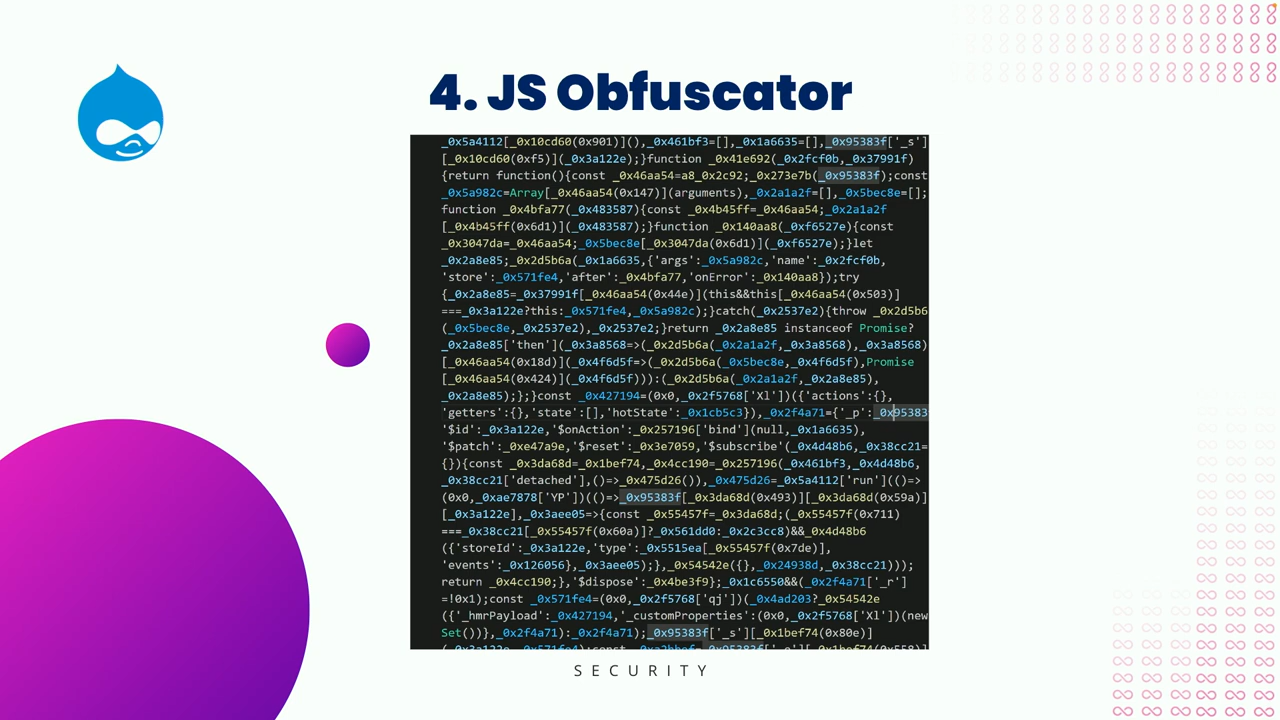 4. JS Obfuscator
_0x5a4112[_0x10cd60(0x901)](),_0x461bf3=[],_0x1a6635=[],_0x95383f['_s']
[_0x10cd60(0xf5)](_0x3a122e);}function _0x41e692(_0x2fcf0b,_0x37991f)
{return function(){const _0x46aa54=a8_0x2c92;_0x273e7b(_0x95383f);const
_0x5a982c=Array[_0x46aa54(0x147)](arguments),_0x2a1a2f=[],_0x5bec8e=[];
function _0x4bfa77(_0x483587){const _0x4b45ff=_0x46aa54;_0x2a1a2f
[_0x4b45ff(0x6d1)](_0x483587);}function _0x140aa8(_0xf6527e){const
_0x3047da=_0x46aa54;_0x5bec8e[_0x3047da(0x6d1)](_0xf6527e);}let
_0x2a8e85;_0x2d5b6a(_0x1a6635,{'args':_0x5a982c,'name':_0x2fcf0b,
'store':_0x571fe4,'after':_0x4bfa77,'onError':_0x140aa8});try
{_0x2a8e85=_0x37991f[_0x46aa54(0x44e)](this&&this[_0x46aa54(0x503)]
===_0x3a122e?this:_0x571fe4,_0x5a982c);}catch(_0x2537e2){throw _0x2d5b6
(_0x5bec8e,_0x2537e2),_0x2537e2;}return _0x2a8e85 instanceof Promise?
_0x2a8e85['then'](_0x3a8568=>(_0x2d5b6a(_0x2a1a2f,_0x3a8568),_0x3a8568)
[_0x46aa54(0x18d)](_0x4f6d5f=>(_0x2d5b6a(_0x5bec8e,_0x4f6d5f),Promise
[_0x46aa54(0x424)](_0x4f6d5f))):(_0x2d5b6a(_0x2a1a2f,_0x2a8e85),
_0x2a8e85);};}const _0x427194=(0x0,_0x2f5768['Xl'])({'actions':{},
'getters':{},'state':[],'hotState':_0x1cb5c3}),_0x2f4a71={'_p':_0x95383
'$id':_0x3a122e,'$onAction':_0x257196['bind'](null,_0x1a6635),
'$patch':_0xe47a9e,'$reset':_0x3e7059,'$subscribe'(_0x4d48b6,_0x38cc21=
{}){const _0x3da68d=_0x1bef74,_0x4cc190=_0x257196(_0x461bf3,_0x4d48b6,
_0x38cc21['detached'],()=>_0x475d26()),_0x475d26=_0x5a4112['run'](()=>
(0x0,_0xae7878['YP'])(()=>_0x95383f[_0x3da68d(0x493)][_0x3da68d(0x59a)]
[_0x3a122e],_0x3aee05=>{const _0x55457f=_0x3da68d;(_0x55457f(0x711)
===_0x38cc21[_0x55457f(0x60a)]?_0x561dd0:_0x2c3cc8)&&_0x4d48b6
({'storeId':_0x3a122e,'type':_0x5515ea[_0x55457f(0x7de)],
'events':_0x126056},_0x3aee05);},_0x54542e({},_0x24938d,_0x38cc21)));
return _0x4cc190;},'$dispose':_0x4be3f9};_0x1c6550&&(_0x2f4a71['_r']
=!0x1);const _0x571fe4=(0x0,_0x2f5768['qj'])(_0x4ad203?_0x54542e
({'_hmrPayload':_0x427194,'_customProperties':(0x0,_0x2f5768['Xl'])(new
Set())},_0x2f4a71):_0x2f4a71);_0x95383f['_s'][_0x1bef74(0x80e)]
SECURITY